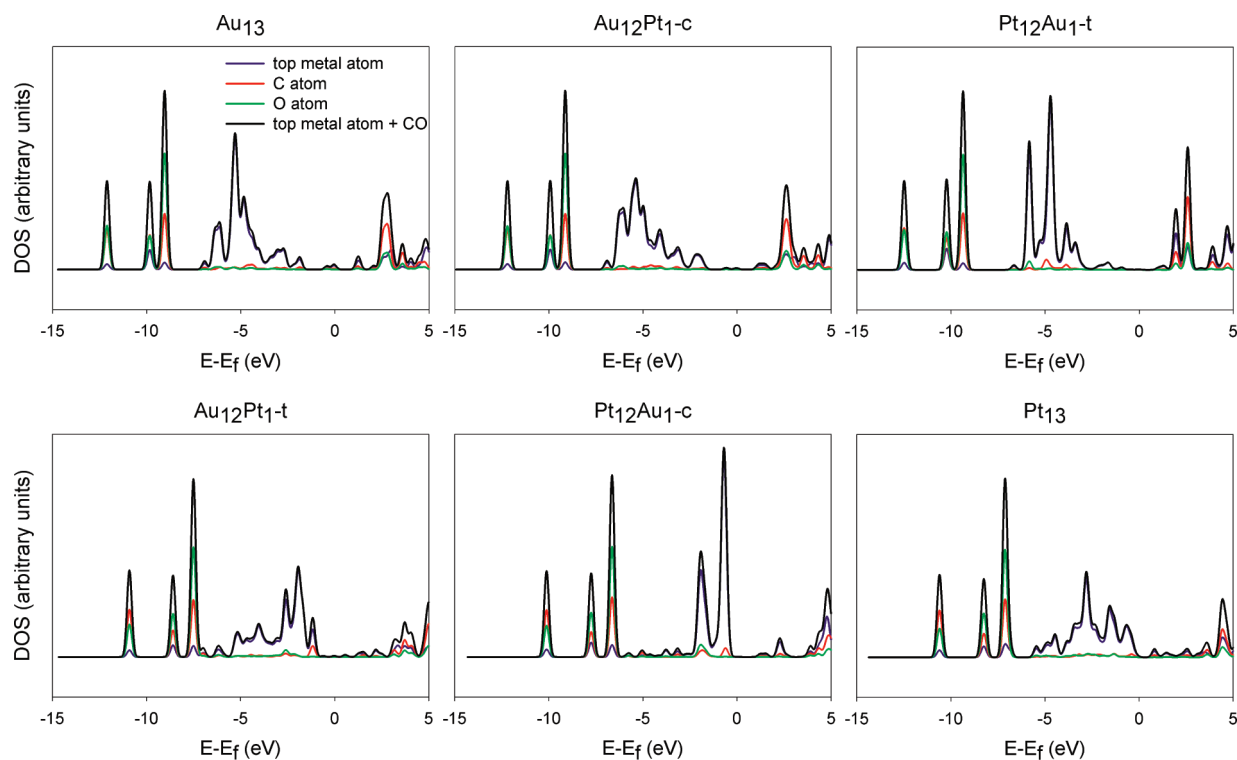 Au13
Au12Pt1-c
Pt12Au1-t
top metal atom
C atom
O atom
top metal atom + CO
DOS (arbitrary units)
-15 -10 -5 0 5
-15 -10 -5 0 5
-15 -10 -5 0 5
E-Ef (eV)
E-Ef (eV)
E-Ef (eV)
Au12Pt1-t
Pt12Au1-c
Pt13
DOS (arbitrary units)
-15 -10 -5 0 5
-15 -10 -5 0 5
-15 -10 -5 0 5
E-Ef (eV)
E-Ef (eV)
E-Ef (eV)